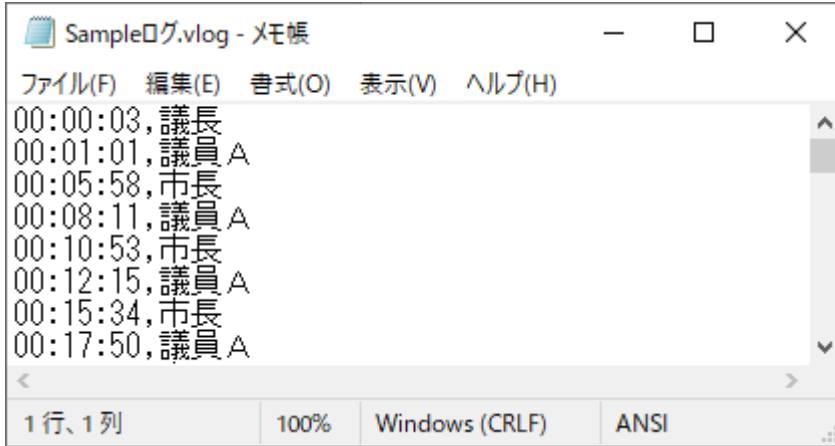 Sampleログ.vlog - メモ帳
ファイル(F) 編集(E) 書式(O) 表示(V) ヘルプ(H)
00:00:03,議長
00:01:01,議員Ａ
00:05:58,市長
00:08:11,議員Ａ
00:10:53,市長
00:12:15,議員Ａ
00:15:34,市長
00:17:50,議員Ａ
1 行、1 列 100% Windows (CRLF) ANSI